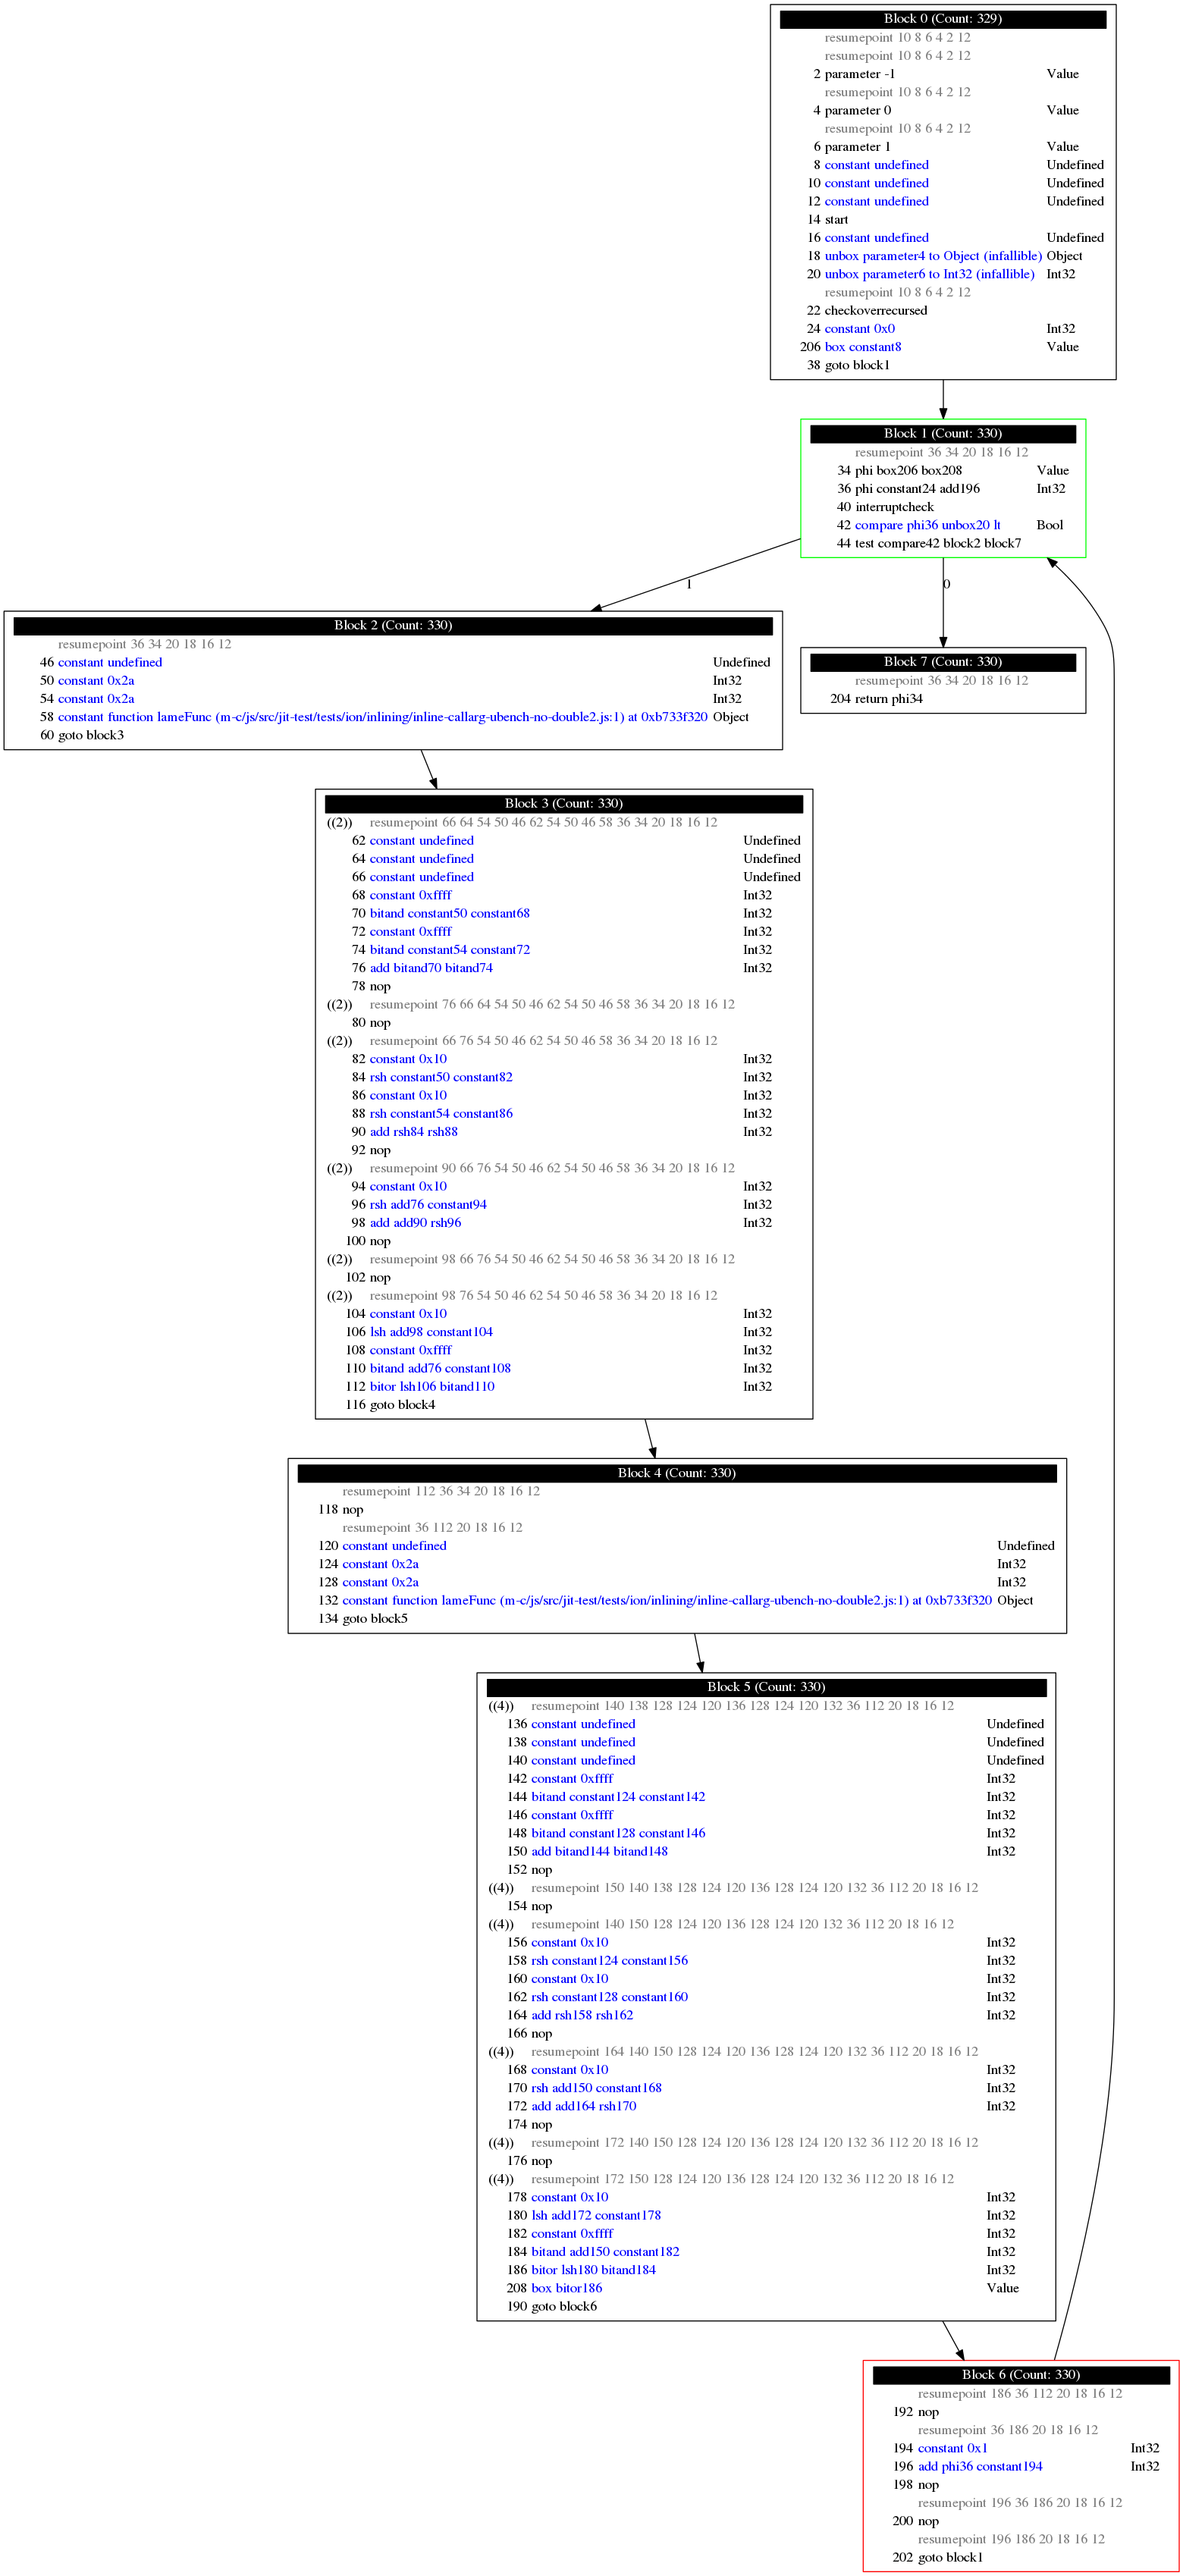 Block 0 (Count: 329)
resumepoint 10 8 6 4 2 12
resumepoint 10 8 6 4 2 12
2 parameter -1 Value
resumepoint 10 8 6 4 2 12
4 parameter 0 Value
resumepoint 10 8 6 4 2 12
6 parameter 1 Value
8 constant undefined Undefined
10 constant undefined Undefined
12 constant undefined Undefined
14 start
16 constant undefined Undefined
18 unbox parameter4 to Object (infallible) Object
20 unbox parameter6 to Int32 (infallible) Int32
resumepoint 10 8 6 4 2 12
22 checkoverrecursed
24 constant 0x0 Int32
206 box constant8 Value
38 goto block1
Block 1 (Count: 330)
resumepoint 36 34 20 18 16 12
34 phi box206 box208 Value
36 phi constant24 add196 Int32
40 interruptcheck
42 compare phi36 unbox20 lt Bool
44 test compare42 block2 block7
1
0
Block 2 (Count: 330)
resumepoint 36 34 20 18 16 12
46 constant undefined Undefined
50 constant 0x2a Int32
54 constant 0x2a Int32
58 constant function lameFunc (m-c/js/src/jit-test/tests/ion/inlining/inline-callarg-ubench-no-double2.js:1) at 0xb733f320 Object
60 goto block3
Block 7 (Count: 330)
resumepoint 36 34 20 18 16 12
204 return phi34
Block 3 (Count: 330)
((2)) resumepoint 66 64 54 50 46 62 54 50 46 58 36 34 20 18 16 12
62 constant undefined Undefined
64 constant undefined Undefined
66 constant undefined Undefined
68 constant 0xffff Int32
70 bitand constant50 constant68 Int32
72 constant 0xffff Int32
74 bitand constant54 constant72 Int32
76 add bitand70 bitand74 Int32
78 nop
((2)) resumepoint 76 66 64 54 50 46 62 54 50 46 58 36 34 20 18 16 12
80 nop
((2)) resumepoint 66 76 54 50 46 62 54 50 46 58 36 34 20 18 16 12
82 constant 0x10 Int32
84 rsh constant50 constant82 Int32
86 constant 0x10 Int32
88 rsh constant54 constant86 Int32
90 add rsh84 rsh88 Int32
92 nop
((2)) resumepoint 90 66 76 54 50 46 62 54 50 46 58 36 34 20 18 16 12
94 constant 0x10 Int32
96 rsh add76 constant94 Int32
98 add add90 rsh96 Int32
100 nop
((2)) resumepoint 98 66 76 54 50 46 62 54 50 46 58 36 34 20 18 16 12
102 nop
((2)) resumepoint 98 76 54 50 46 62 54 50 46 58 36 34 20 18 16 12
104 constant 0x10 Int32
106 lsh add98 constant104 Int32
108 constant 0xffff Int32
110 bitand add76 constant108 Int32
112 bitor lsh106 bitand110 Int32
116 goto block4
Block 4 (Count: 330)
resumepoint 112 36 34 20 18 16 12
118 nop
resumepoint 36 112 20 18 16 12
120 constant undefined Undefined
124 constant 0x2a Int32
128 constant 0x2a Int32
132 constant function lameFunc (m-c/js/src/jit-test/tests/ion/inlining/inline-callarg-ubench-no-double2.js:1) at 0xb733f320 Object
134 goto block5
Block 5 (Count: 330)
((4)) resumepoint 140 138 128 124 120 136 128 124 120 132 36 112 20 18 16 12
136 constant undefined Undefined
138 constant undefined Undefined
140 constant undefined Undefined
142 constant 0xffff Int32
144 bitand constant124 constant142 Int32
146 constant 0xffff Int32
148 bitand constant128 constant146 Int32
150 add bitand144 bitand148 Int32
152 nop
((4)) resumepoint 150 140 138 128 124 120 136 128 124 120 132 36 112 20 18 16 12
154 nop
((4)) resumepoint 140 150 128 124 120 136 128 124 120 132 36 112 20 18 16 12
156 constant 0x10 Int32
158 rsh constant124 constant156 Int32
160 constant 0x10 Int32
162 rsh constant128 constant160 Int32
164 add rsh158 rsh162 Int32
166 nop
((4)) resumepoint 164 140 150 128 124 120 136 128 124 120 132 36 112 20 18 16 12
168 constant 0x10 Int32
170 rsh add150 constant168 Int32
172 add add164 rsh170 Int32
174 nop
((4)) resumepoint 172 140 150 128 124 120 136 128 124 120 132 36 112 20 18 16 12
176 nop
((4)) resumepoint 172 150 128 124 120 136 128 124 120 132 36 112 20 18 16 12
178 constant 0x10 Int32
180 lsh add172 constant178 Int32
182 constant 0xffff Int32
184 bitand add150 constant182 Int32
186 bitor lsh180 bitand184 Int32
208 box bitor186 Value
190 goto block6
Block 6 (Count: 330)
resumepoint 186 36 112 20 18 16 12
192 nop
resumepoint 36 186 20 18 16 12
194 constant 0x1 Int32
196 add phi36 constant194 Int32
198 nop
resumepoint 196 36 186 20 18 16 12
200 nop
resumepoint 196 186 20 18 16 12
202 goto block1